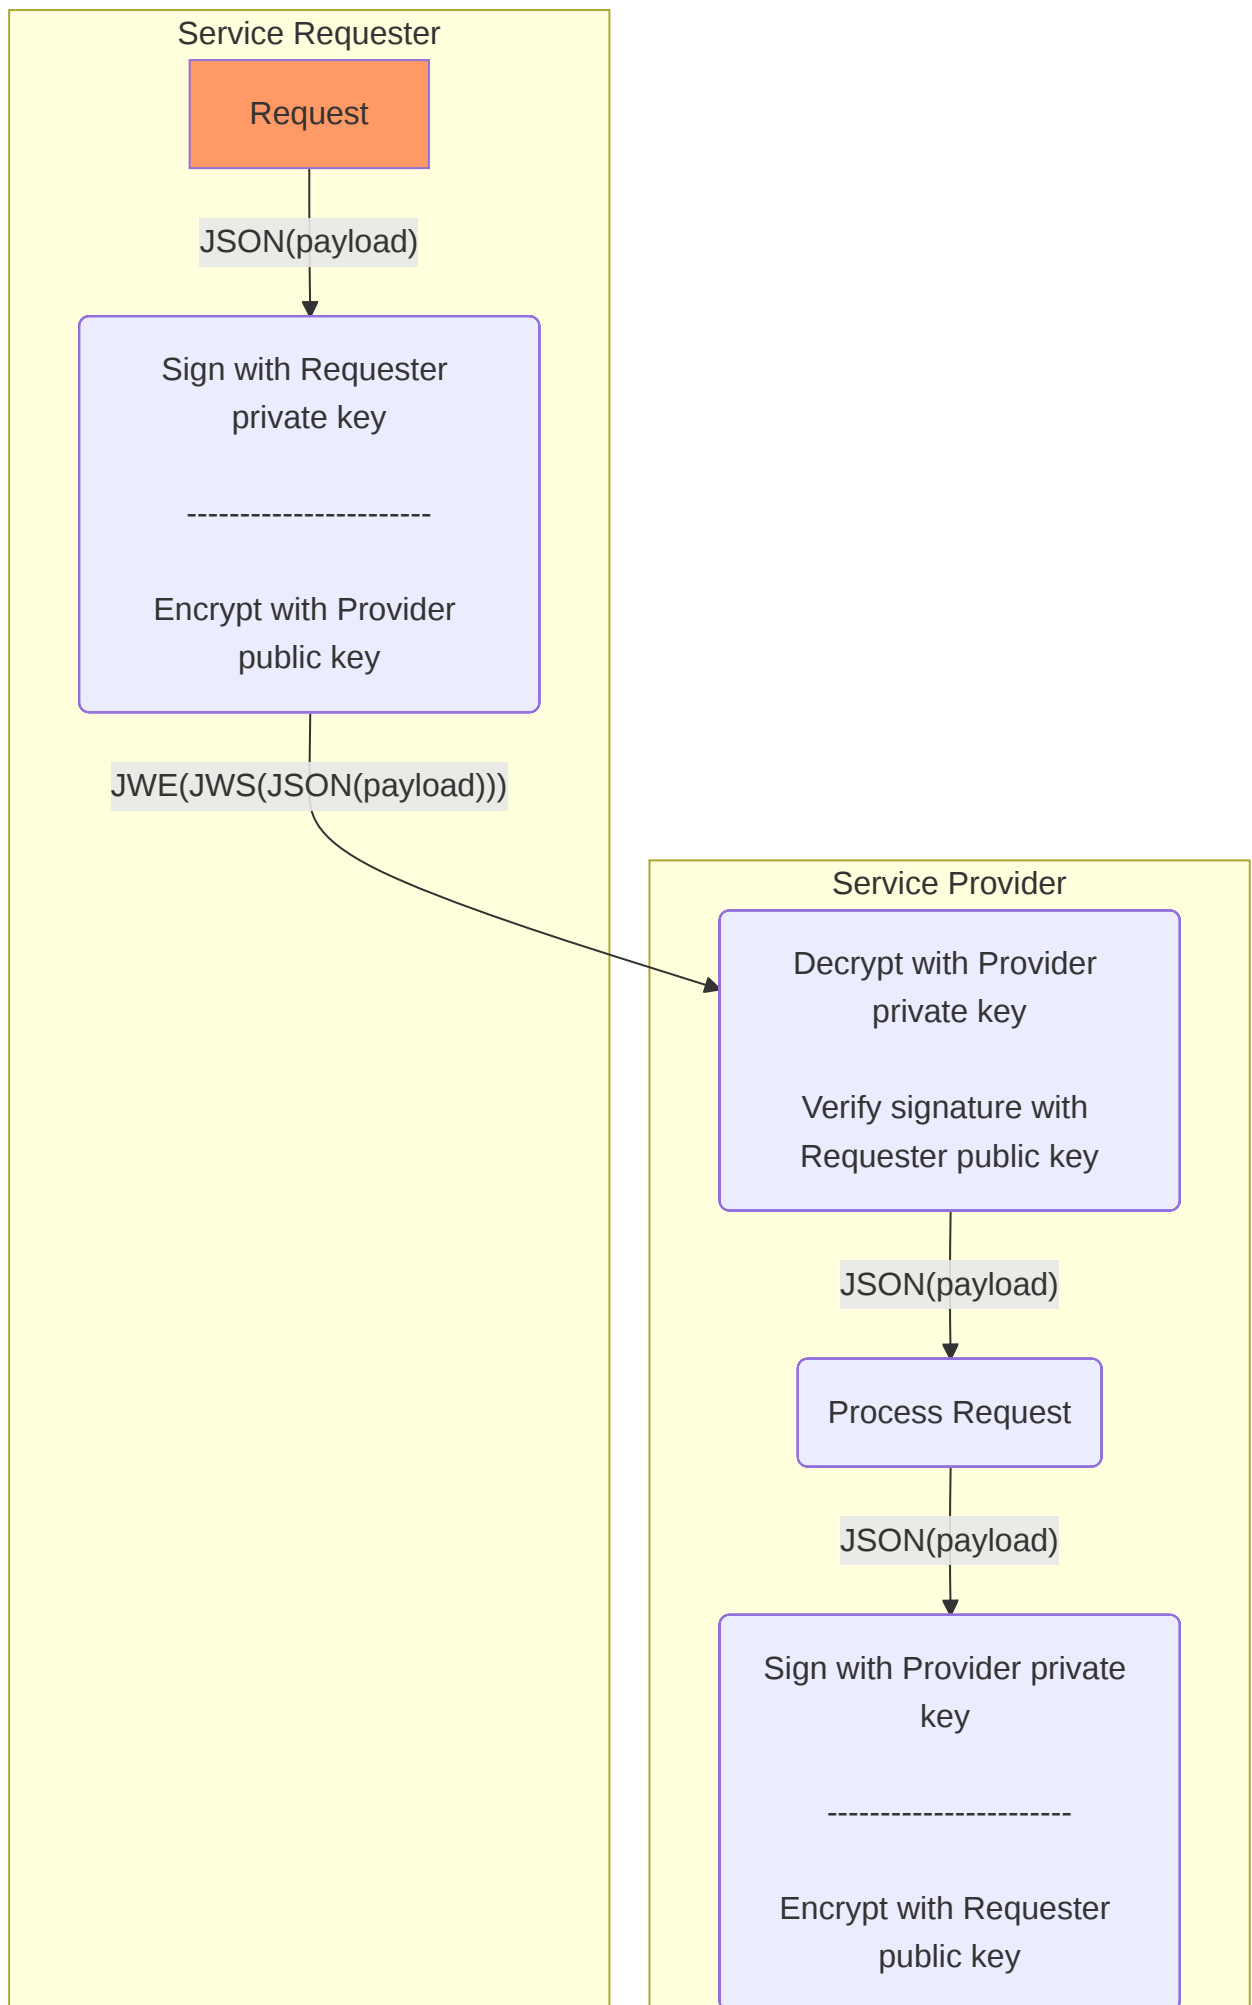 Service Requester
Request
JSON(payload)
Sign with Requester
private key
-----------------------
Encrypt with Provider
public key
JWE(JWS(JSON(payload)))
Service Provider
Decrypt with Provider
private key
Verify signature with
Requester public key
JSON(payload)
Process Request
JSON(payload)
Sign with Provider private
key
-----------------------
Encrypt with Requester
public key